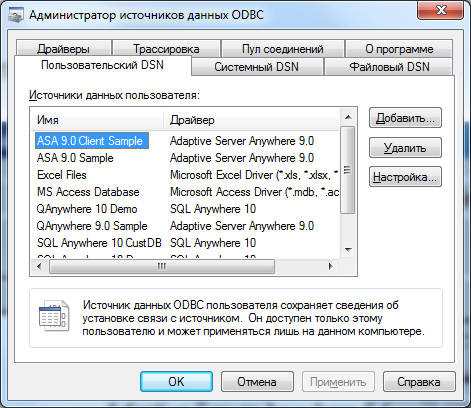 Администратор источников данных ODBC
Драйверы Трассировка Пул соединений О программе
Пользовательский DSN Системный DSN Файловый DSN
Источники данных пользователя:
Имя Драйвер
ASA 9.0 Client Sample Adaptive Server Anywhere 9.0
ASA 9.0 Sample Adaptive Server Anywhere 9.0
Excel Files Microsoft Excel Driver (*.xls, *.xlsx, *
MS Access Database Microsoft Access Driver (*.mdb, *.ac
QAnywhere 10 Demo SQL Anywhere 10
QAnywhere 9.0 Sample Adaptive Server Anywhere 9.0
SQL Anywhere 10 CustDB SQL Anywhere 10
Добавить...
Удалить
Настройка...
Источник данных ODBC пользователя сохраняет сведения об
установке связи с источником. Он доступен только этому
пользователю и может применяться лишь на данном компьютере.
OK Отмена Применить Справка